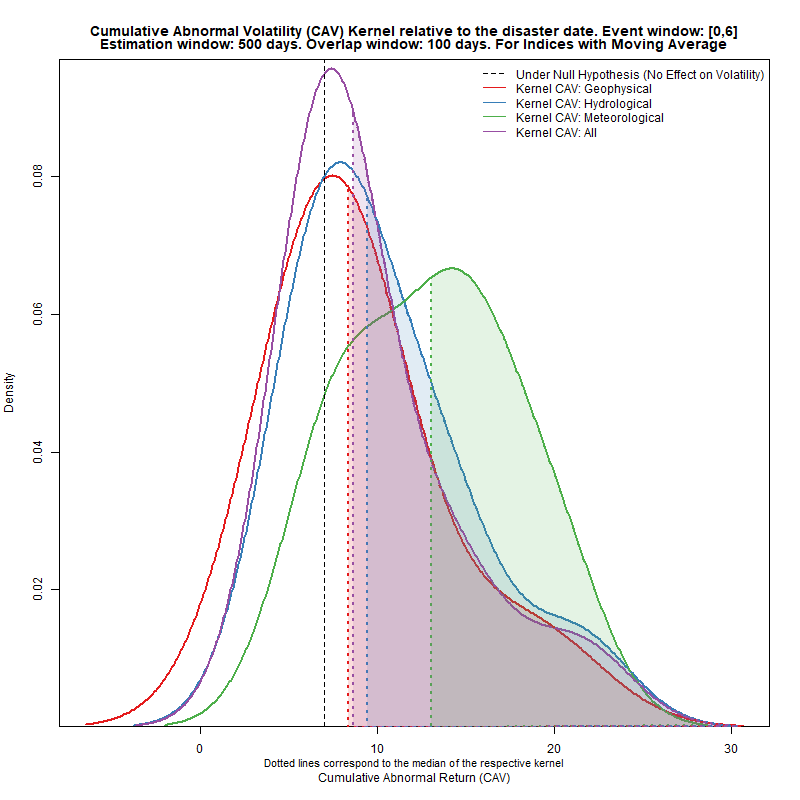 Cumulative Abnormal Volatility (CAV) Kernel relative to the disaster date. Event window: [0,6]
Estimation window: 500 days. Overlap window: 100 days. For Indices with Moving Average
Under Null Hypothesis (No Effect on Volatility)
Kernel CAV: Geophysical
Kernel CAV: Hydrological
Kernel CAV: Meteorological
Kernel CAV: All
0.08
0.06
0.04
0.02
Density
0 10 20 30
Dotted lines correspond to the median of the respective kernel
Cumulative Abnormal Return (CAV)